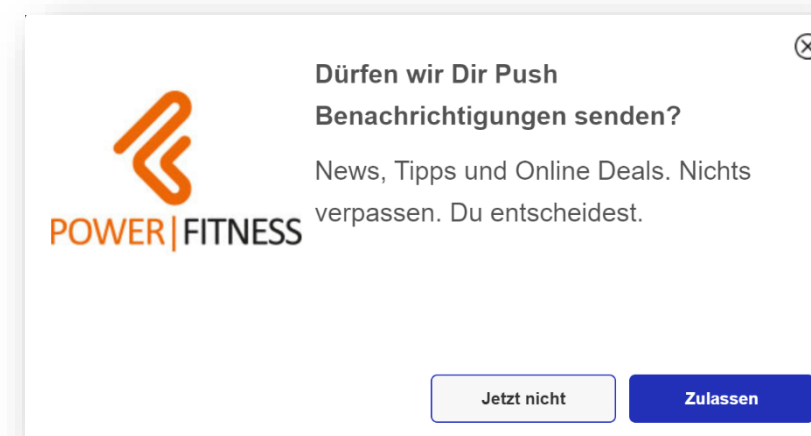 Dürfen wir Dir Push
Benachrichtigungen senden?
News, Tipps und Online Deals. Nichts
verpassen. Du entscheidest.
POWER|FITNESS
Jetzt nicht
Zulassen